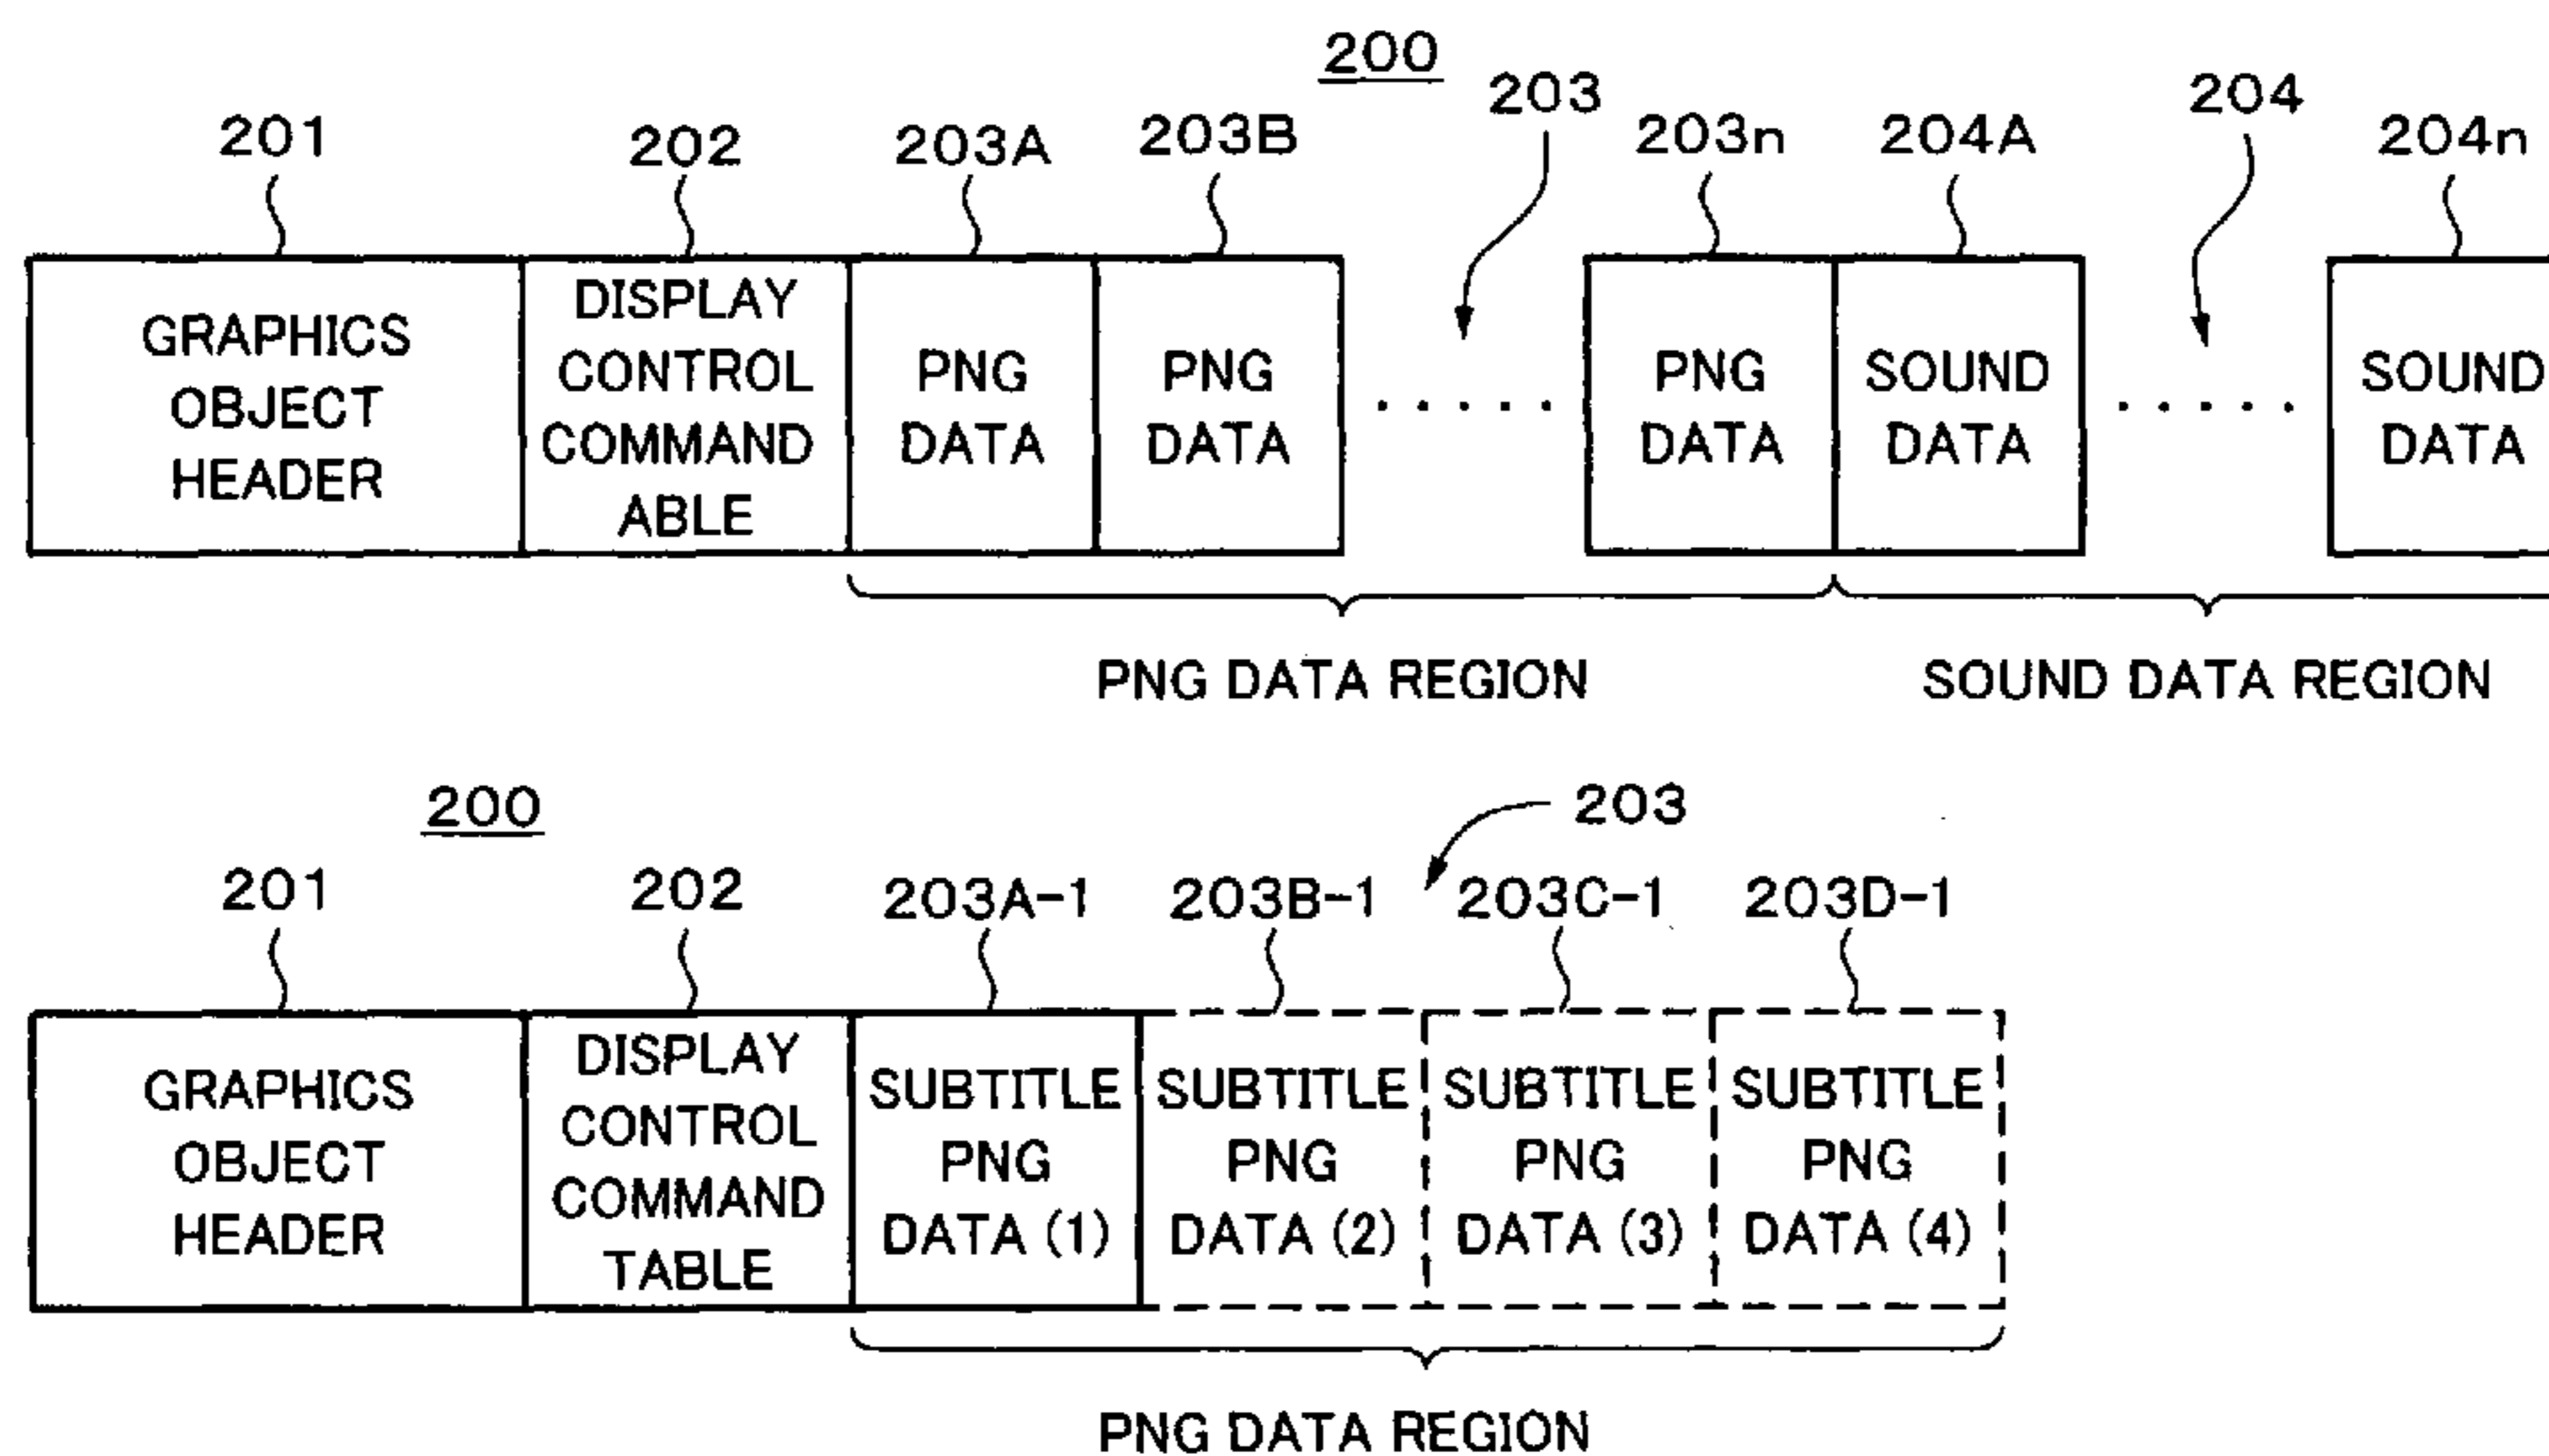 200
203
204
201
202
203A
203B
203n
204A
204n
GRAPHICS
OBJECT
HEADER
DISPLAY
CONTROL
COMMAND
ABLE
PNG
DATA
PNG
DATA
.....
PNG
DATA
SOUND
DATA
.....
SOUND
DATA
PNG DATA REGION
SOUND DATA REGION
200
203
201
202
203A-1
203B-1
203C-1
203D-1
GRAPHICS
OBJECT
HEADER
DISPLAY
CONTROL
COMMAND
TABLE
SUBTITLE
PNG
DATA (1)
SUBTITLE
PNG
DATA (2)
SUBTITLE
PNG
DATA (3)
SUBTITLE
PNG
DATA (4)
PNG DATA REGION